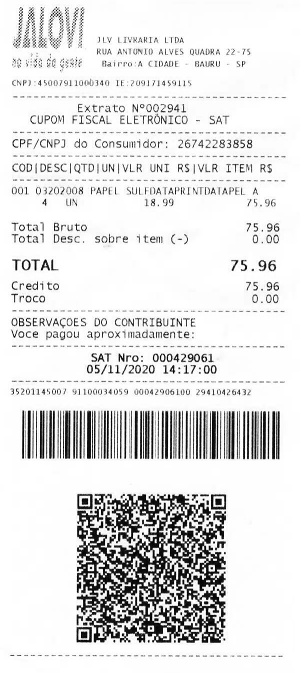 JALOVI
na vida da gente
JLV LIVRARIA LTDA
RUA ANTONIO ALVES QUADRA 22-75
Bairro:A CIDADE - BAURU - SP
CNPJ:45007911000340 IE:209171459115
Extrato Nº002941
CUPOM FISCAL ELETRÔNICO - SAT
CPF/CNPJ do Consumidor: 26742283858
COD|DESC|QTD|UN|VLR UNI R$|VLR ITEM R$
001 03202008 PAPEL SULFDATAPRINTDATAPEL A
4 UN 18.99 75.96
Total Bruto 75.96
Total Desc. sobre item (-) 0.00
TOTAL 75.96
Credito 75.96
Troco 0.00
OBSERVAÇOES DO CONTRIBUINTE
Voce pagou aproximadamente:
SAT Nro: 000429061
05/11/2020 14:17:00
35201145007 91100034059 00042906100 29410426432